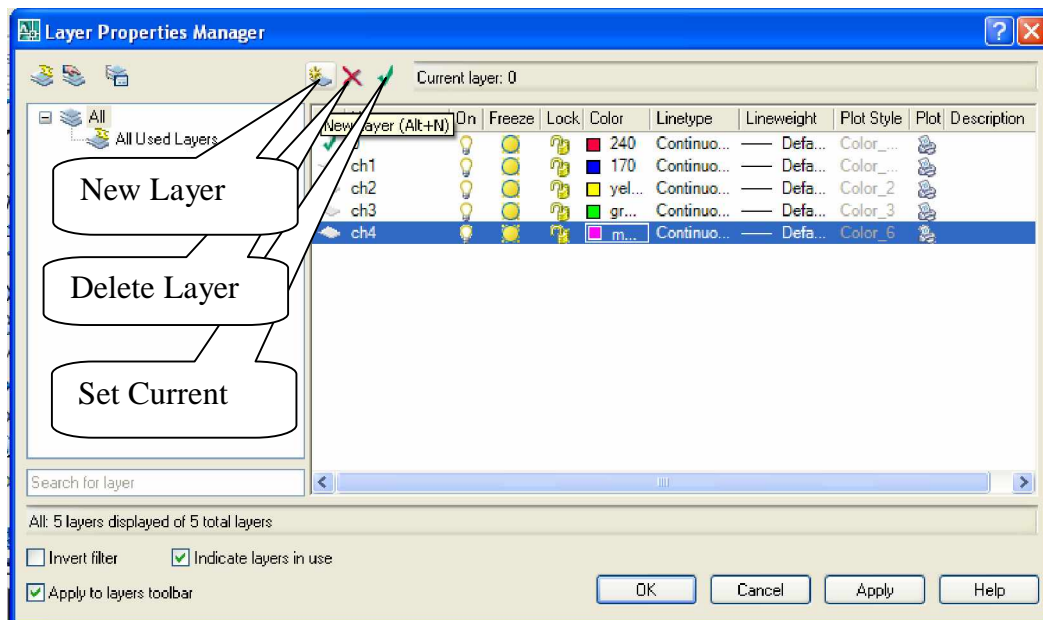 Layer Properties Manager
Current layer: 0
All
All Used Layers
New Layer (Alt+N)
On Freeze Lock Color Linetype Lineweight Plot Style Plot Description
240 Continuo... Defa... Color_...
ch1 170 Continuo... Defa... Color_...
ch2 yel... Continuo... Defa... Color_2
ch3 gr... Continuo... Defa... Color_3
ch4 m... Continuo... Defa... Color_6
New Layer
Delete Layer
Set Current
Search for layer
All: 5 layers displayed of 5 total layers
Invert filter Indicate layers in use
Apply to layers toolbar
OK Cancel Apply Help